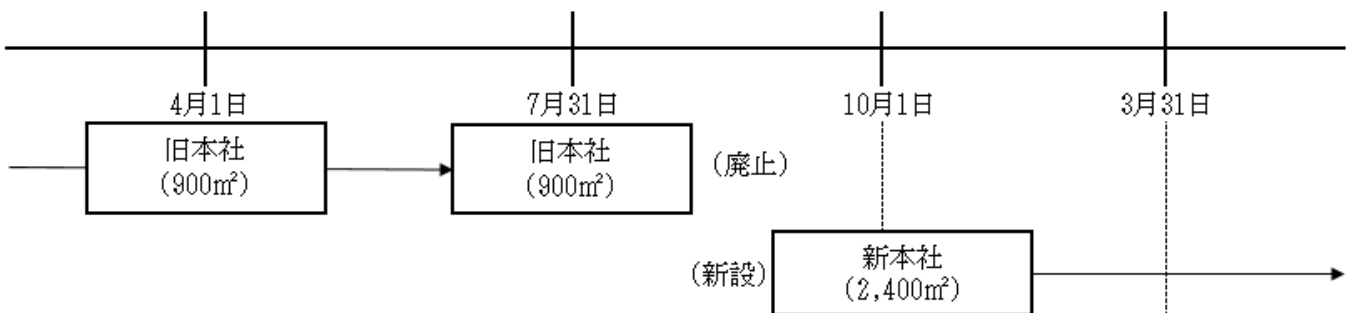 4月1日
7月31日
10月1日
3月31日
旧本社
(900㎡)
旧本社
(900㎡)
(廃止)
(新設)
新本社
(2,400㎡)